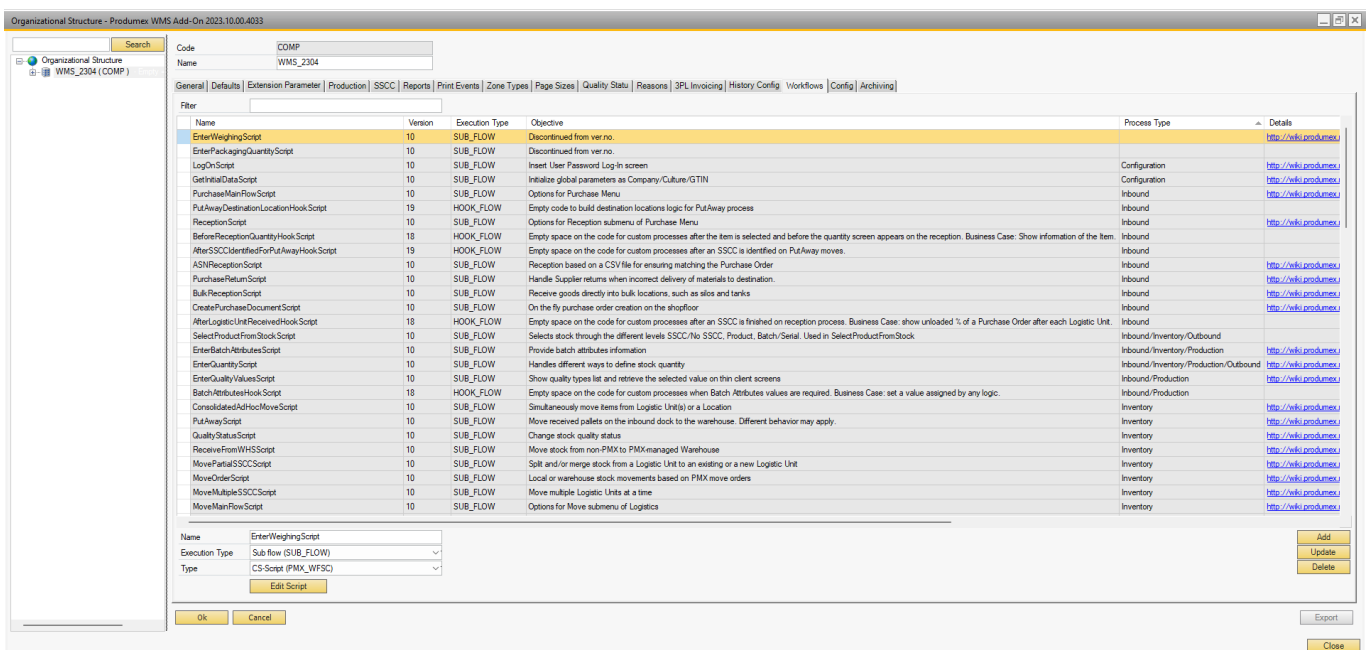 Organizational Structure - Produmex WMS Add-On 2023.10.00.4033
Search
Organizational Structure
WMS_2304 ( COMP )
Code COMP
Name WMS_2304
General Defaults Extension Parameter Production SSCC Reports Print Events Zone Types Page Sizes Quality Statu Reasons 3PL Invoicing History Config Workflows Config Archiving
Filter
Name Version Execution Type Objective Process Type Details
EnterWeighingScript 10 SUB_FLOW Discontinued from ver.no. http://wiki.produmex.
EnterPackagingQuantityScript 10 SUB_FLOW Discontinued from ver.no.
LogOnScript 10 SUB_FLOW Insert User Password Log-In screen Configuration http://wiki.produmex.
GetInitialDataScript 10 SUB_FLOW Initialize global parameters as Company/Culture/GTIN Configuration http://wiki.produmex.
PurchaseMainFlowScript 10 SUB_FLOW Options for Purchase Menu Inbound http://wiki.produmex.
PutAwayDestinationLocationHookScript 19 HOOK_FLOW Empty code to build destination locations logic for PutAway process Inbound
ReceptionScript 10 SUB_FLOW Options for Reception submenu of Purchase Menu Inbound http://wiki.produmex.
BeforeReceptionQuantityHookScript 18 HOOK_FLOW Empty space on the code for custom processes after the item is selected and before the quantity screen appears on the reception. Business Case: Show information of the Item. Inbound
AfterSSCCIdentifiedForPutAwayHookScript 19 HOOK_FLOW Empty space on the code for custom processes after an SSCC is identified on PutAway moves. Inbound
ASNReceptionScript 10 SUB_FLOW Reception based on a CSV file for ensuring matching the Purchase Order Inbound http://wiki.produmex.
PurchaseReturnScript 10 SUB_FLOW Handle Supplier returns when incorrect delivery of materials to destination. Inbound http://wiki.produmex.
BulkReceptionScript 10 SUB_FLOW Receive goods directly into bulk locations, such as silos and tanks Inbound http://wiki.produmex.
CreatePurchaseDocumentScript 10 SUB_FLOW On the fly purchase order creation on the shopfloor Inbound http://wiki.produmex.
AfterLogisticUnitReceivedHookScript 18 HOOK_FLOW Empty space on the code for custom processes after an SSCC is finished on reception process. Business Case: show unloaded % of a Purchase Order after each Logistic Unit. Inbound
SelectProductFromStockScript 10 SUB_FLOW Selects stock through the different levels SSCC/No SSCC, Product, Batch/Serial. Used in SelectProductFromStock Inbound/Inventory/Outbound
EnterBatchAttributesScript 10 SUB_FLOW Provide batch attributes information Inbound/Inventory/Production http://wiki.produmex.
EnterQuantityScript 10 SUB_FLOW Handles different ways to define stock quantity Inbound/Inventory/Production/Outbound http://wiki.produmex.
EnterQualityValuesScript 10 SUB_FLOW Show quality types list and retrieve the selected value on thin client screens Inbound/Production http://wiki.produmex.
BatchAttributesHookScript 18 HOOK_FLOW Empty space on the code for custom processes when Batch Attributes values are required. Business Case: set a value assigned by any logic. Inbound/Production
ConsolidatedAdHocMoveScript 10 SUB_FLOW Simultaneously move items from Logistic Unit(s) or a Location Inventory http://wiki.produmex.
PutAwayScript 10 SUB_FLOW Move received pallets on the inbound dock to the warehouse. Different behavior may apply. Inventory http://wiki.produmex.
QualityStatusScript 10 SUB_FLOW Change stock quality status Inventory http://wiki.produmex.
ReceiveFromWHSScript 10 SUB_FLOW Move stock from non-PMX to PMX-managed Warehouse Inventory http://wiki.produmex.
MovePartialSSCCScript 10 SUB_FLOW Split and/or merge stock from a Logistic Unit to an existing or a new Logistic Unit Inventory http://wiki.produmex.
MoveOrderScript 10 SUB_FLOW Local or warehouse stock movements based on PMX move orders Inventory http://wiki.produmex.
MoveMultipleSSCCScript 10 SUB_FLOW Move multiple Logistic Units at a time Inventory http://wiki.produmex.
MoveMainFlowScript 10 SUB_FLOW Options for Move submenu of Logistics Inventory http://wiki.produmex.
Name EnterWeighingScript Add
Execution Type Sub flow (SUB_FLOW) Update
Type CS-Script (PMX_WFSC) Delete
Edit Script
Ok Cancel Export
Close